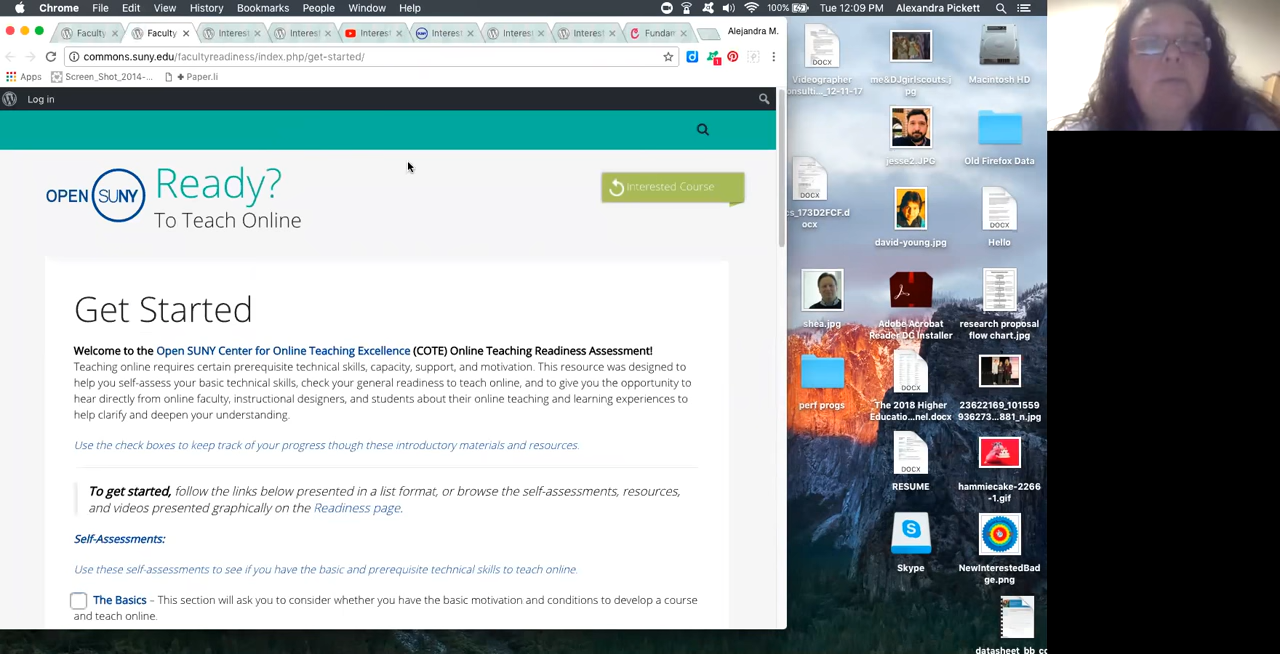 Chrome File Edit View History Bookmarks People Window Help 100% Tue 12:09 PM Alexandra Pickett
Faculty Faculty Interest Interest Interest Interest Interest Interest Fundam Alejandra M.
commons.suny.edu/facultyreadiness/index.php/get-started/
Apps Screen_Shot_2014-... Paper.li
Log in
OPEN SUNY Ready?
To Teach Online
Interested Course
Get Started
Welcome to the Open SUNY Center for Online Teaching Excellence (COTE) Online Teaching Readiness Assessment!
Teaching online requires certain prerequisite technical skills, capacity, support, and motivation. This resource was designed to
help you self-assess your basic technical skills, check your general readiness to teach online, and to give you the opportunity to
hear directly from online faculty, instructional designers, and students about their online teaching and learning experiences to
help clarify and deepen your understanding.
Use the check boxes to keep track of your progress though these introductory materials and resources.
To get started, follow the links below presented in a list format, or browse the self-assessments, resources,
and videos presented graphically on the Readiness page.
Self-Assessments:
Use these self-assessments to see if you have the basic and prerequisite technical skills to teach online.
The Basics – This section will ask you to consider whether you have the basic motivation and conditions to develop a course
and teach online.
DOCX
Videographer
onsulti..._12-11-17
me&DJgirlscouts.j
pg
Macintosh HD
jesse2.JPG
Old Firefox Data
DOCX
cs_173D2FCF.d
ocx
david-young.jpg
Hello
shea.jpg
Adobe Acrobat
Reader DC Installer
research proposal
flow chart.jpg
perf progs
DOCX
The 2018 Higher
Educatio...nel.docx
23622169_101559
936273...881_n.jpg
DOCX
RESUME
hammiecake-2266
-1.gif
Skype
NewInterestedBad
ge.png
datasheet_bb_co